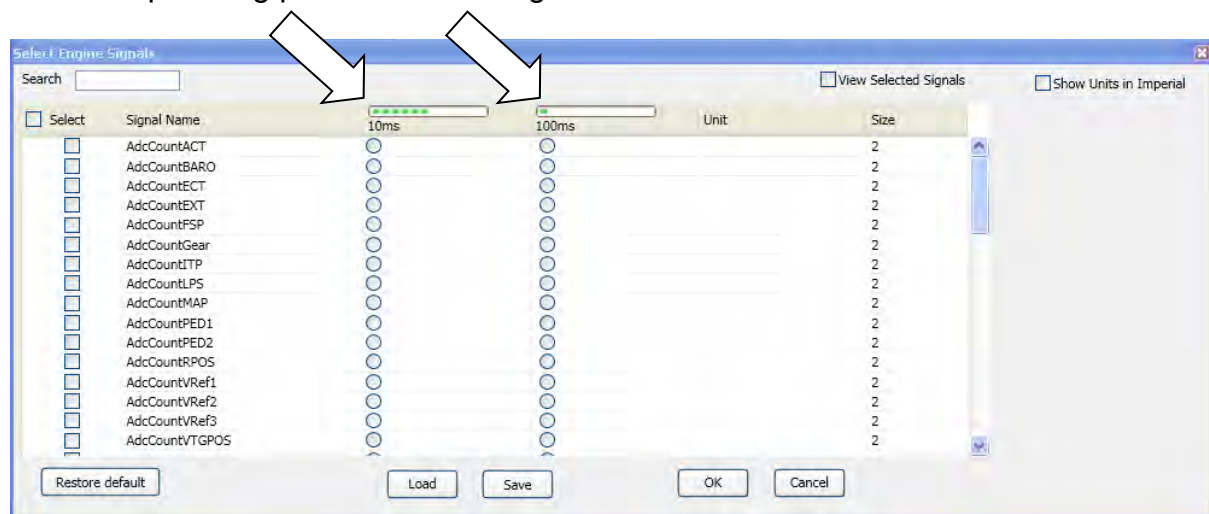 Select Engine Signals
Search View Selected Signals Show Units in Imperial
Select Signal Name 10ms 100ms Unit Size
AdcCountACT 2
AdcCountBARO 2
AdcCountECT 2
AdcCountEXT 2
AdcCountFSP 2
AdcCountGear 2
AdcCountITP 2
AdcCountLPS 2
AdcCountMAP 2
AdcCountPED1 2
AdcCountPED2 2
AdcCountRPOS 2
AdcCountVRef1 2
AdcCountVRef2 2
AdcCountVRef3 2
AdcCountVTGPOS 2
Restore default Load Save OK Cancel